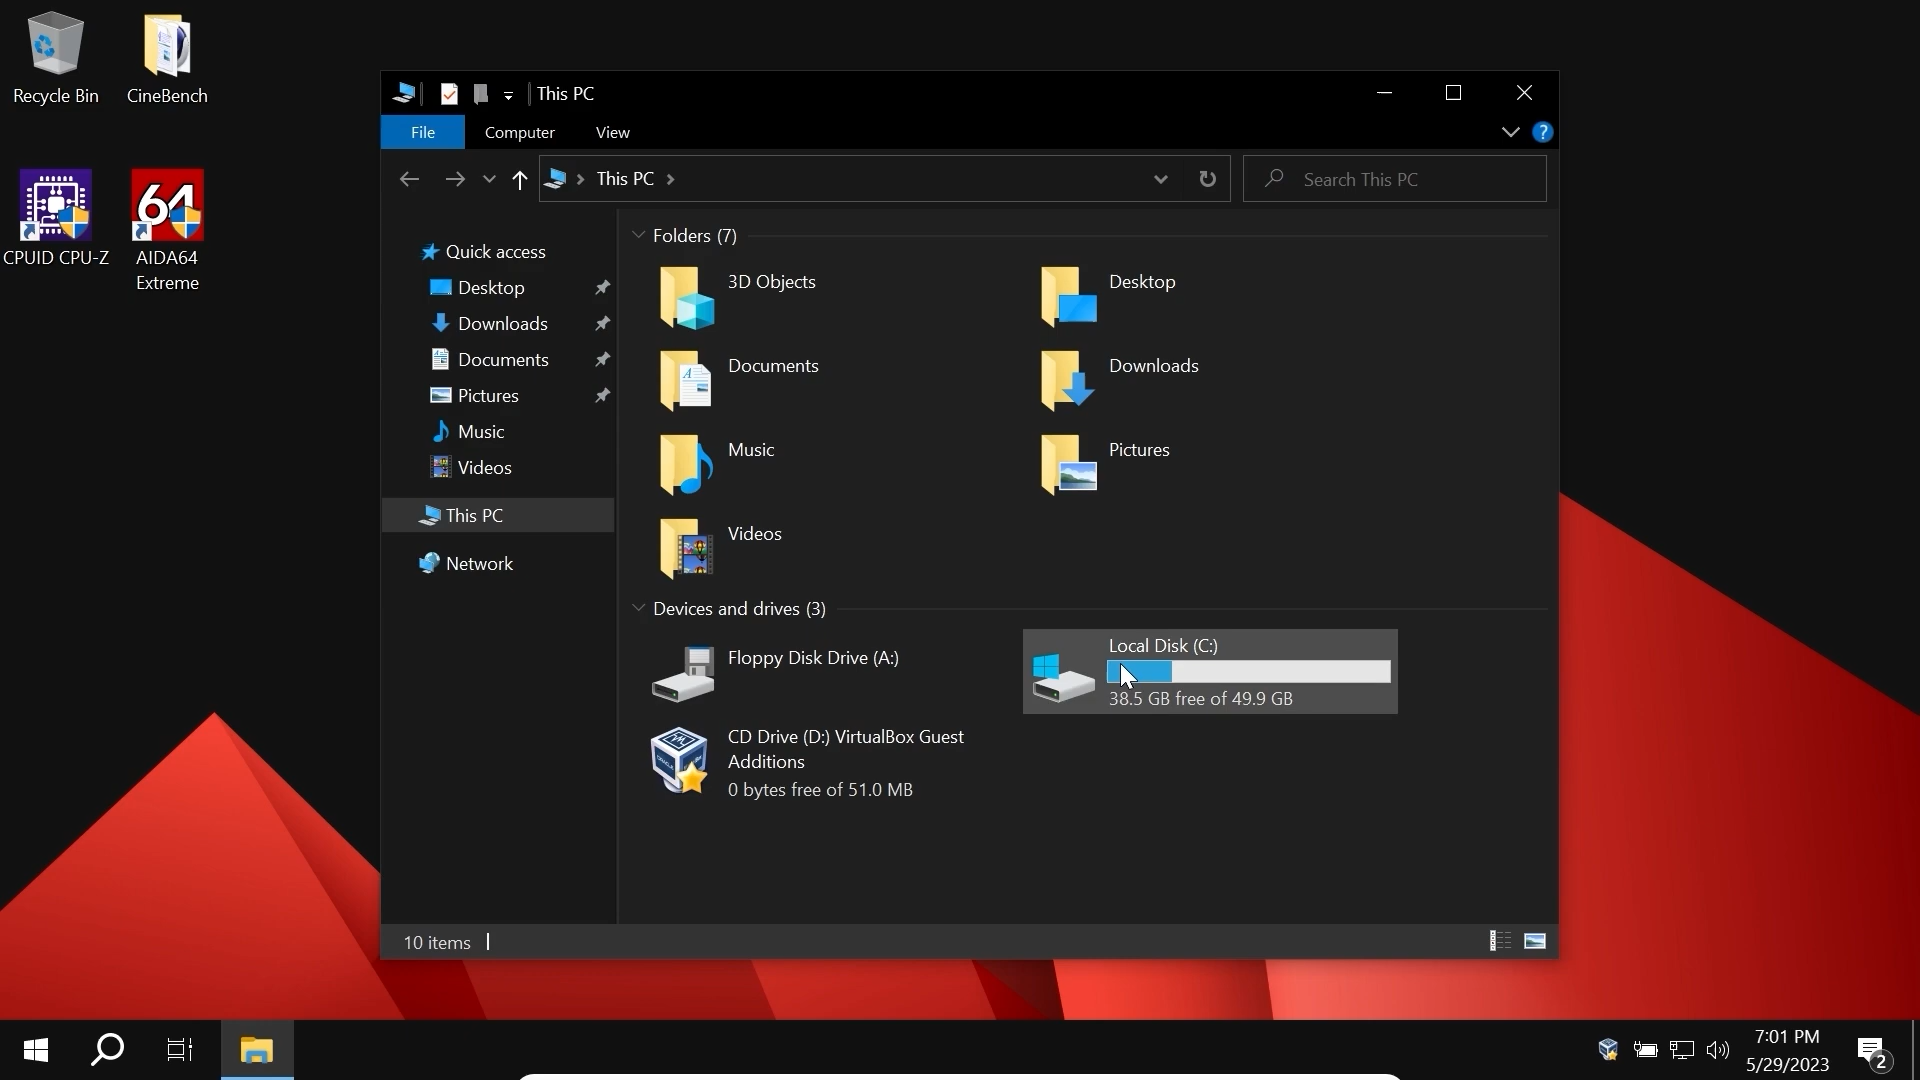 Recycle Bin
CineBench
CPUID CPU-Z
64
AIDA64
Extreme
This PC
File
Computer
View
?
This PC
Search This PC
Quick access
Desktop
Downloads
Documents
Pictures
Music
Videos
This PC
Network
Folders (7)
3D Objects
Desktop
Documents
Downloads
Music
Pictures
Videos
Devices and drives (3)
Floppy Disk Drive (A:)
Local Disk (C:)
38.5 GB free of 49.9 GB
CD Drive (D:) VirtualBox Guest
Additions
0 bytes free of 51.0 MB
10 items
7:01 PM
5/29/2023
2